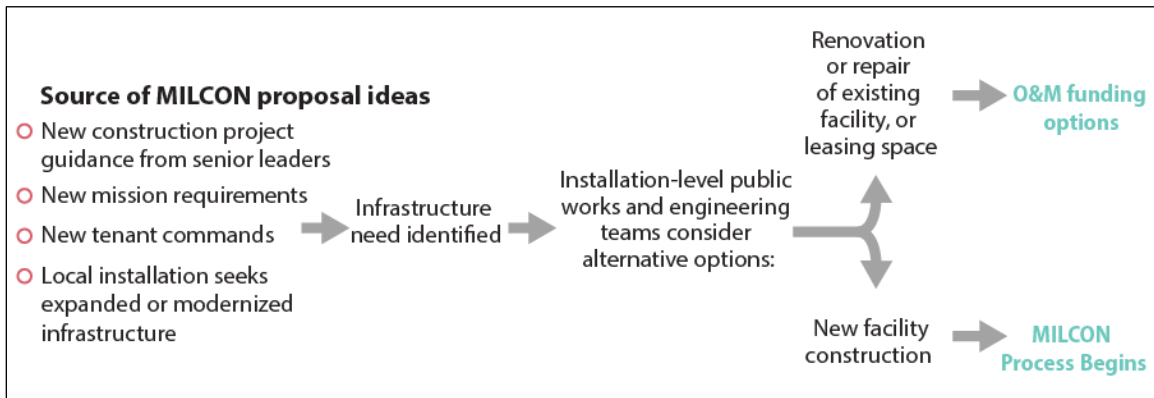 Source of MILCON proposal ideas
New construction project
guidance from senior leaders
New mission requirements
New tenant commands
Local installation seeks
expanded or modernized
infrastructure
Infrastructure
need identified
Installation-level public
works and engineering
teams consider
alternative options:
Renovation
or repair
of existing
facility, or
leasing space
O&M funding
options
New facility
construction
MILCON
Process Begins